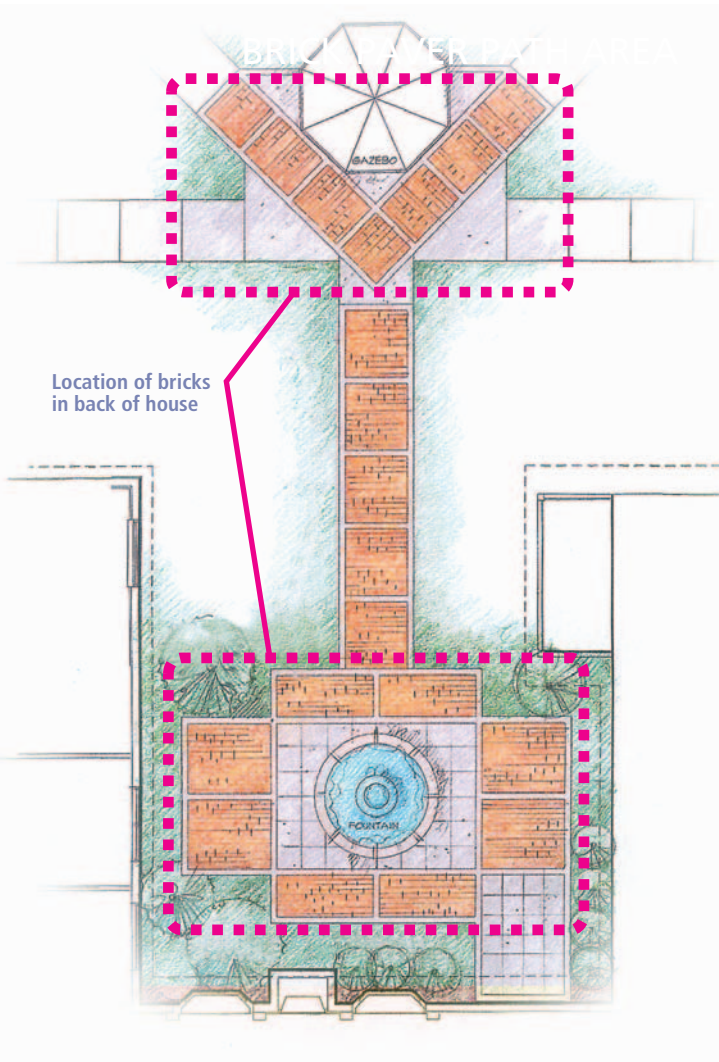 BRICK PAVER PATH AREA
GAZEBO
Location of bricks
in back of house
FOUNTAIN